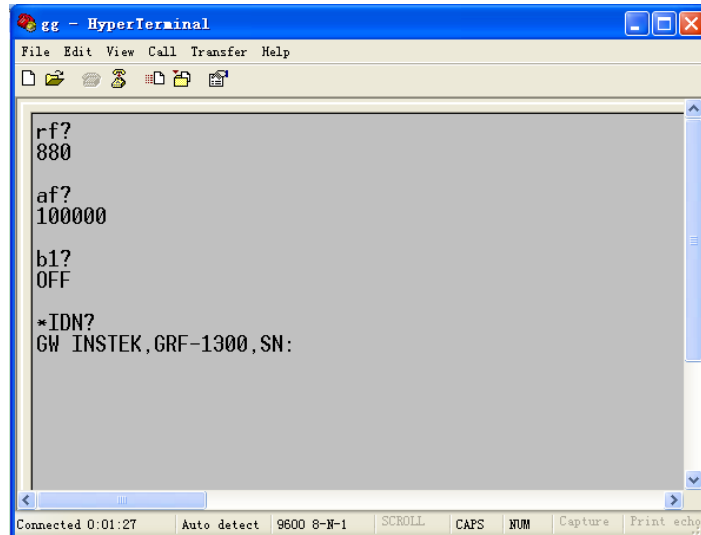 gg - HyperTerminal
File Edit View Call Transfer Help
rf?
880
af?
100000
b1?
OFF
*IDN?
GW INSTEK,GRF-1300,SN:
Connected 0:01:27 Auto detect 9600 8-N-1 SCROLL CAPS NUM Capture Print echo